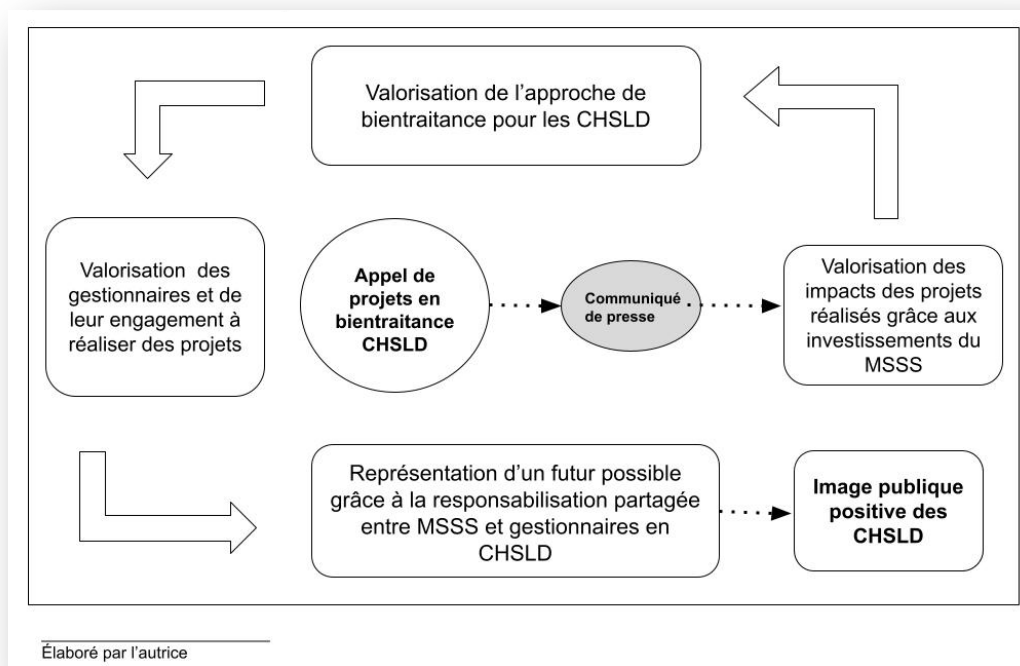 Valorisation de l'approche de
bientraitance pour les CHSLD
Valorisation des
gestionnaires et de
leur engagement à
réaliser des projets
Appel de
projets en
bientraitance
CHSLD
Communiqué
de presse
Valorisation des
impacts des projets
réalisés grâce aux
investissements du
MSSS
Représentation d'un futur possible
grâce à la responsabilisation partagée
entre MSSS et gestionnaires en
CHSLD
Image publique
positive des
CHSLD
Élaboré par l'autrice